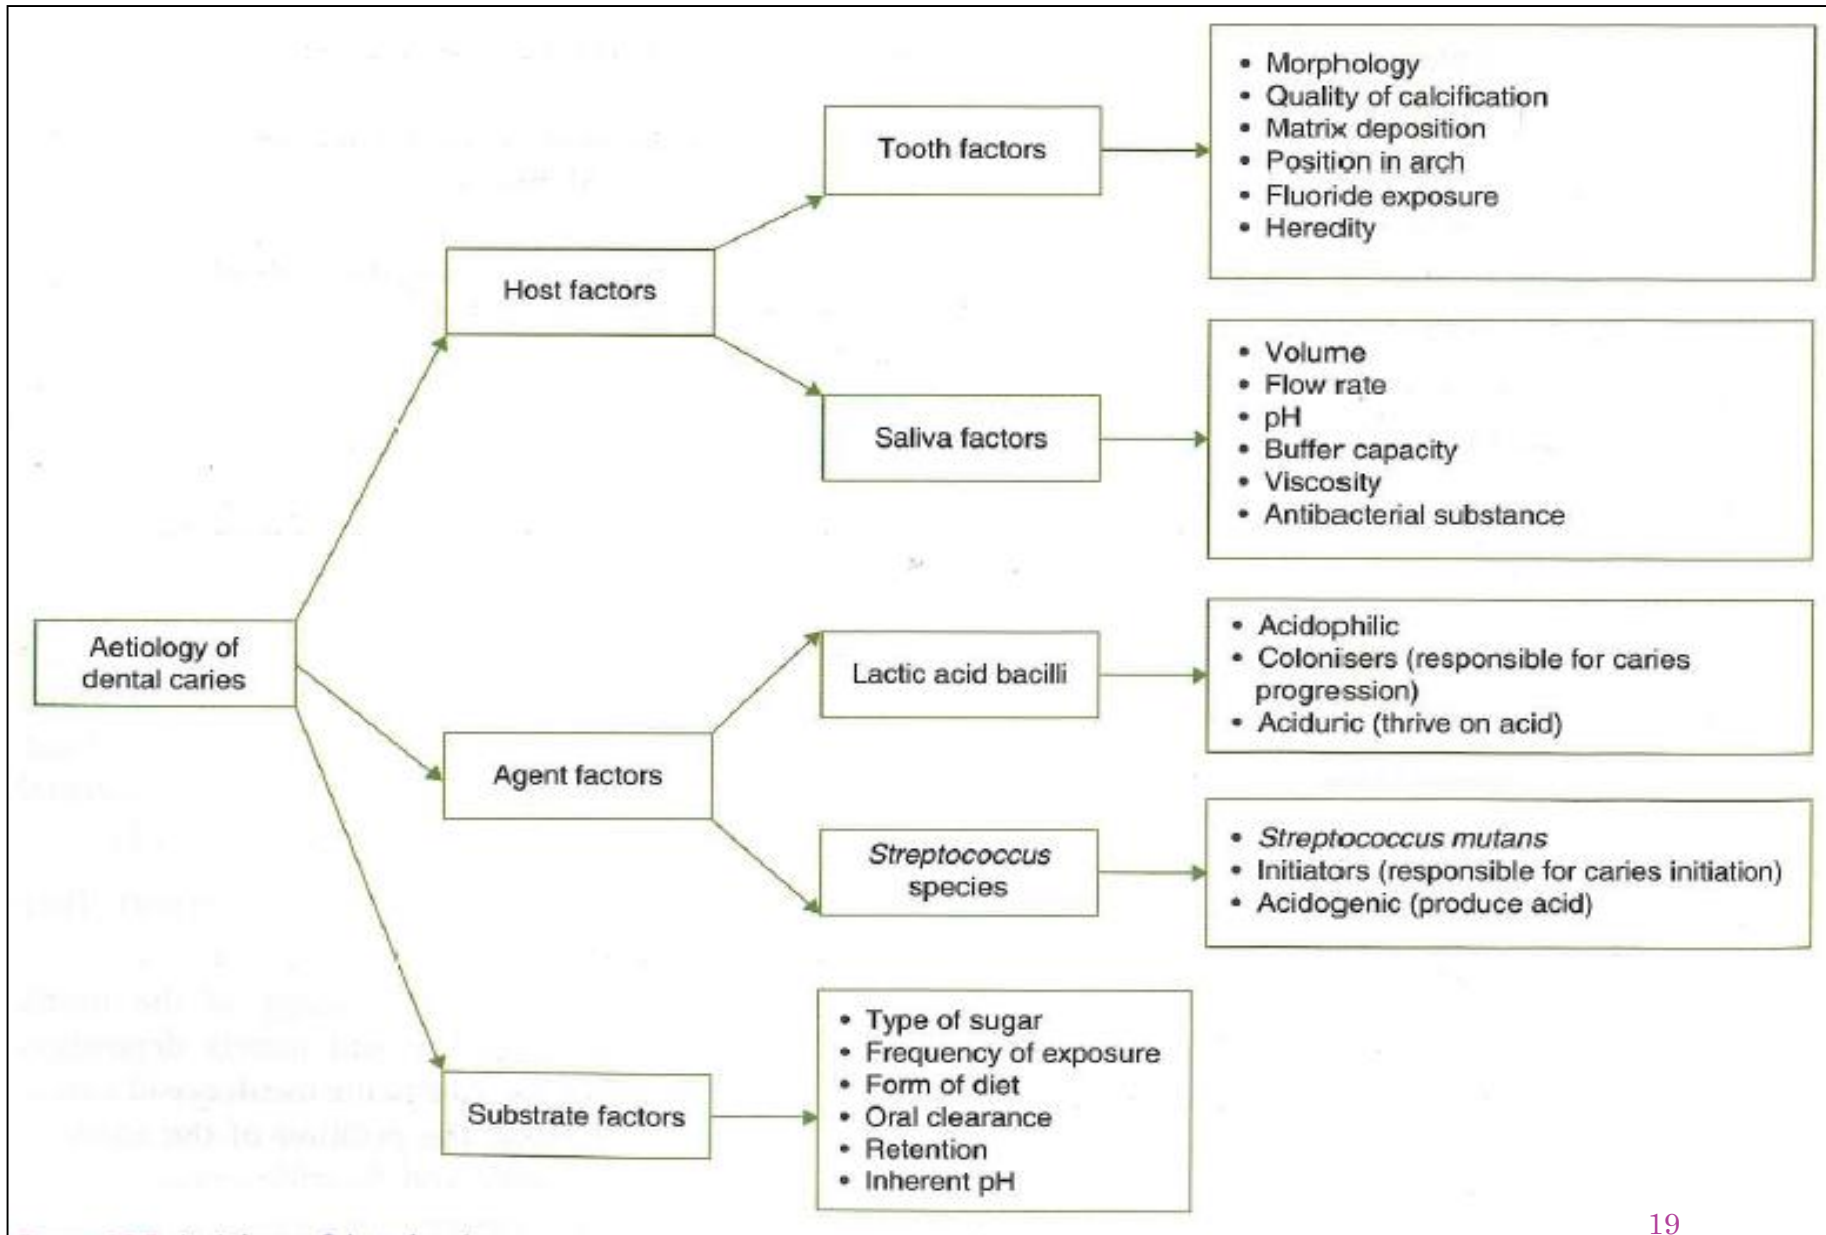 Aetiology of
dental caries
Host factors
Tooth factors
• Morphology
• Quality of calcification
• Matrix deposition
• Position in arch
• Fluoride exposure
• Heredity
Saliva factors
• Volume
• Flow rate
• pH
• Buffer capacity
• Viscosity
• Antibacterial substance
Agent factors
Lactic acid bacilli
• Acidophilic
• Colonisers (responsible for caries
progression)
• Aciduric (thrive on acid)
Streptococcus
species
• Streptococcus mutans
• Initiators (responsible for caries initiation)
• Acidogenic (produce acid)
Substrate factors
• Type of sugar
• Frequency of exposure
• Form of diet
• Oral clearance
• Retention
• Inherent pH
19